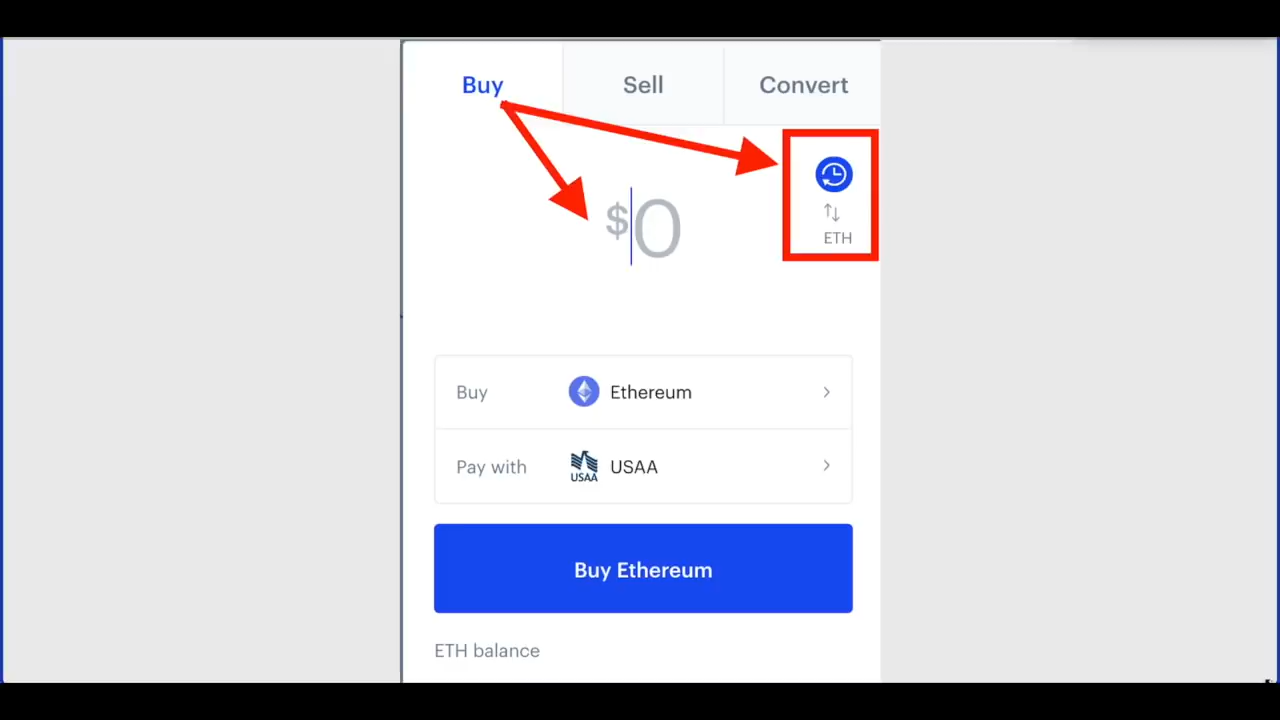 Buy Sell Convert
$0
ETH
Buy Ethereum
Pay with USAA USAA
Buy Ethereum
ETH balance